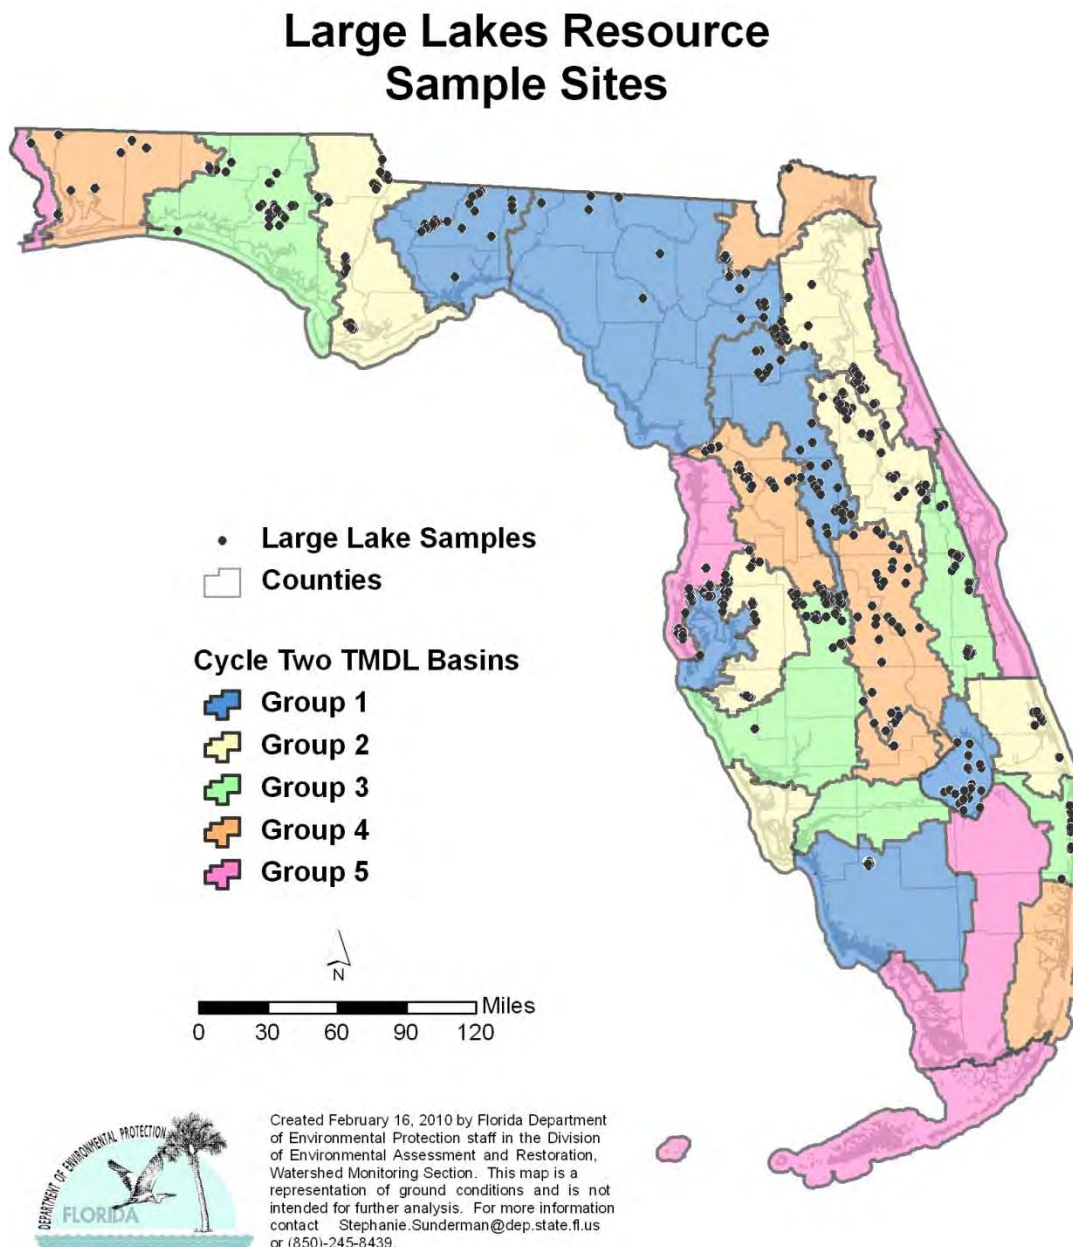 Large Lakes Resource
Sample Sites
Large Lake Samples
Counties
Cycle Two TMDL Basins
Group 1
Group 2
Group 3
Group 4
Group 5
N
Miles
0 30 60 90 120
DEPARTMENT OF ENVIRONMENTAL PROTECTION
FLORIDA
Created February 16, 2010 by Florida Department
of Environmental Protection staff in the Division
of Environmental Assessment and Restoration,
Watershed Monitoring Section. This map is a
representation of ground conditions and is not
intended for further analysis. For more information
contact Stephanie.Sunderman@dep.state.fl.us
or (850)-245-8439.